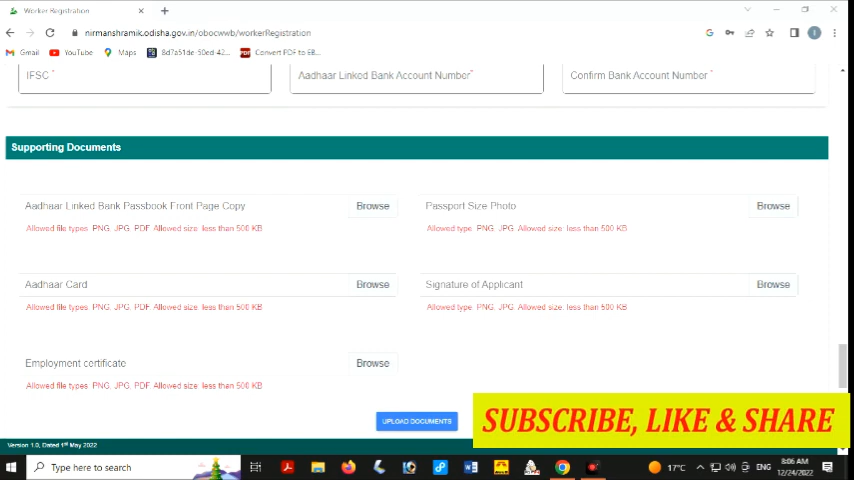 Worker Registration
nirmanshramik.odisha.gov.in/obocwwb/workerRegistration
Gmail YouTube Maps 8d7a51de-50ed-42... Convert PDF to EB...
IFSC * Aadhaar Linked Bank Account Number* Confirm Bank Account Number *
Supporting Documents
Aadhaar Linked Bank Passbook Front Page Copy Browse Passport Size Photo Browse
Allowed file types PNG, JPG, PDF Allowed size: less than 500 KB Allowed type: PNG, JPG Allowed size: less than 500 KB
Aadhaar Card Browse Signature of Applicant Browse
Allowed file types PNG, JPG, PDF Allowed size: less than 500 KB Allowed type: PNG, JPG Allowed size: less than 500 KB
Employment certificate Browse
Allowed file types PNG, JPG, PDF Allowed size: less than 500 KB
UPLOAD DOCUMENTS
SUBSCRIBE, LIKE & SHARE
Version 1.0, Dated 1st May 2022
Type here to search 17°C ENG 8:06 AM
12/24/2022